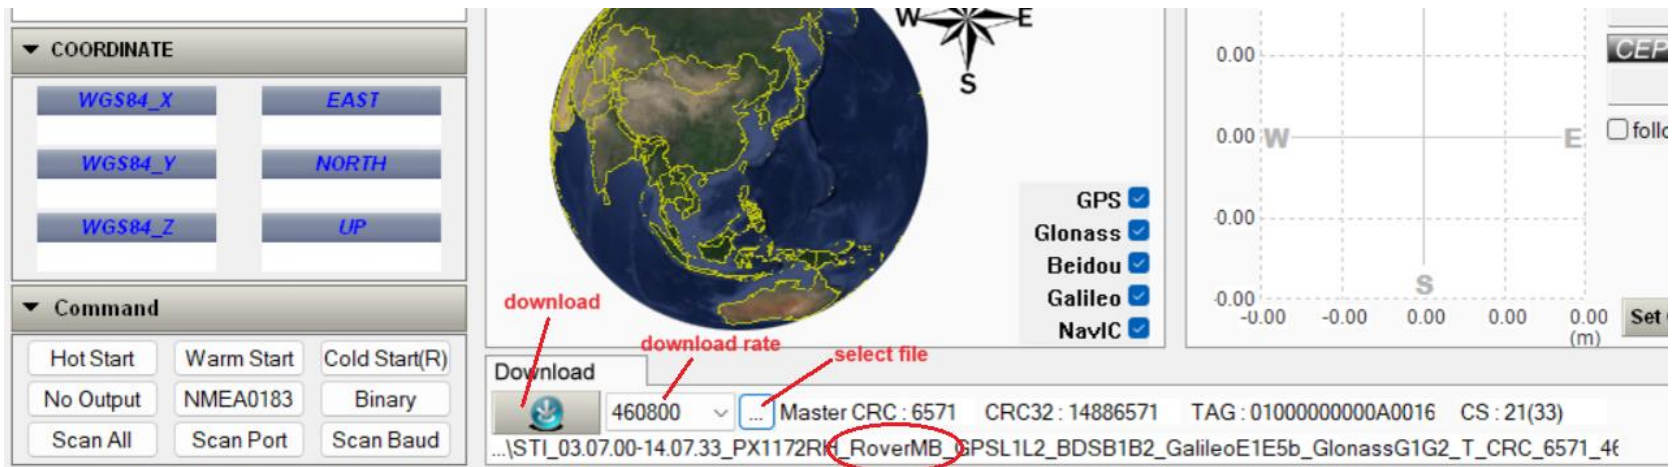 COORDINATE
WGS84_X
EAST
WGS84_Y
NORTH
WGS84_Z
UP
Command
Hot Start
Warm Start
Cold Start(R)
No Output
NMEA0183
Binary
Scan All
Scan Port
Scan Baud
W
E
S
GPS
Glonass
Beidou
Galileo
NavIC
download
download rate
select file
Download
460800
...
Master CRC : 6571
CRC32 : 14886571
TAG : 01000000000A0016
CS : 21(33)
...\STI_03.07.00-14.07.33_PX1172RH_RoverMB_GPSL1L2_BDSB1B2_GalileoE1E5b_GlonassG1G2_T_CRC_6571_46
0.00
0.00
W
E
-0.00
S
-0.00
-0.00
-0.00
0.00
0.00
0.00
(m)
CEP
follo
Set